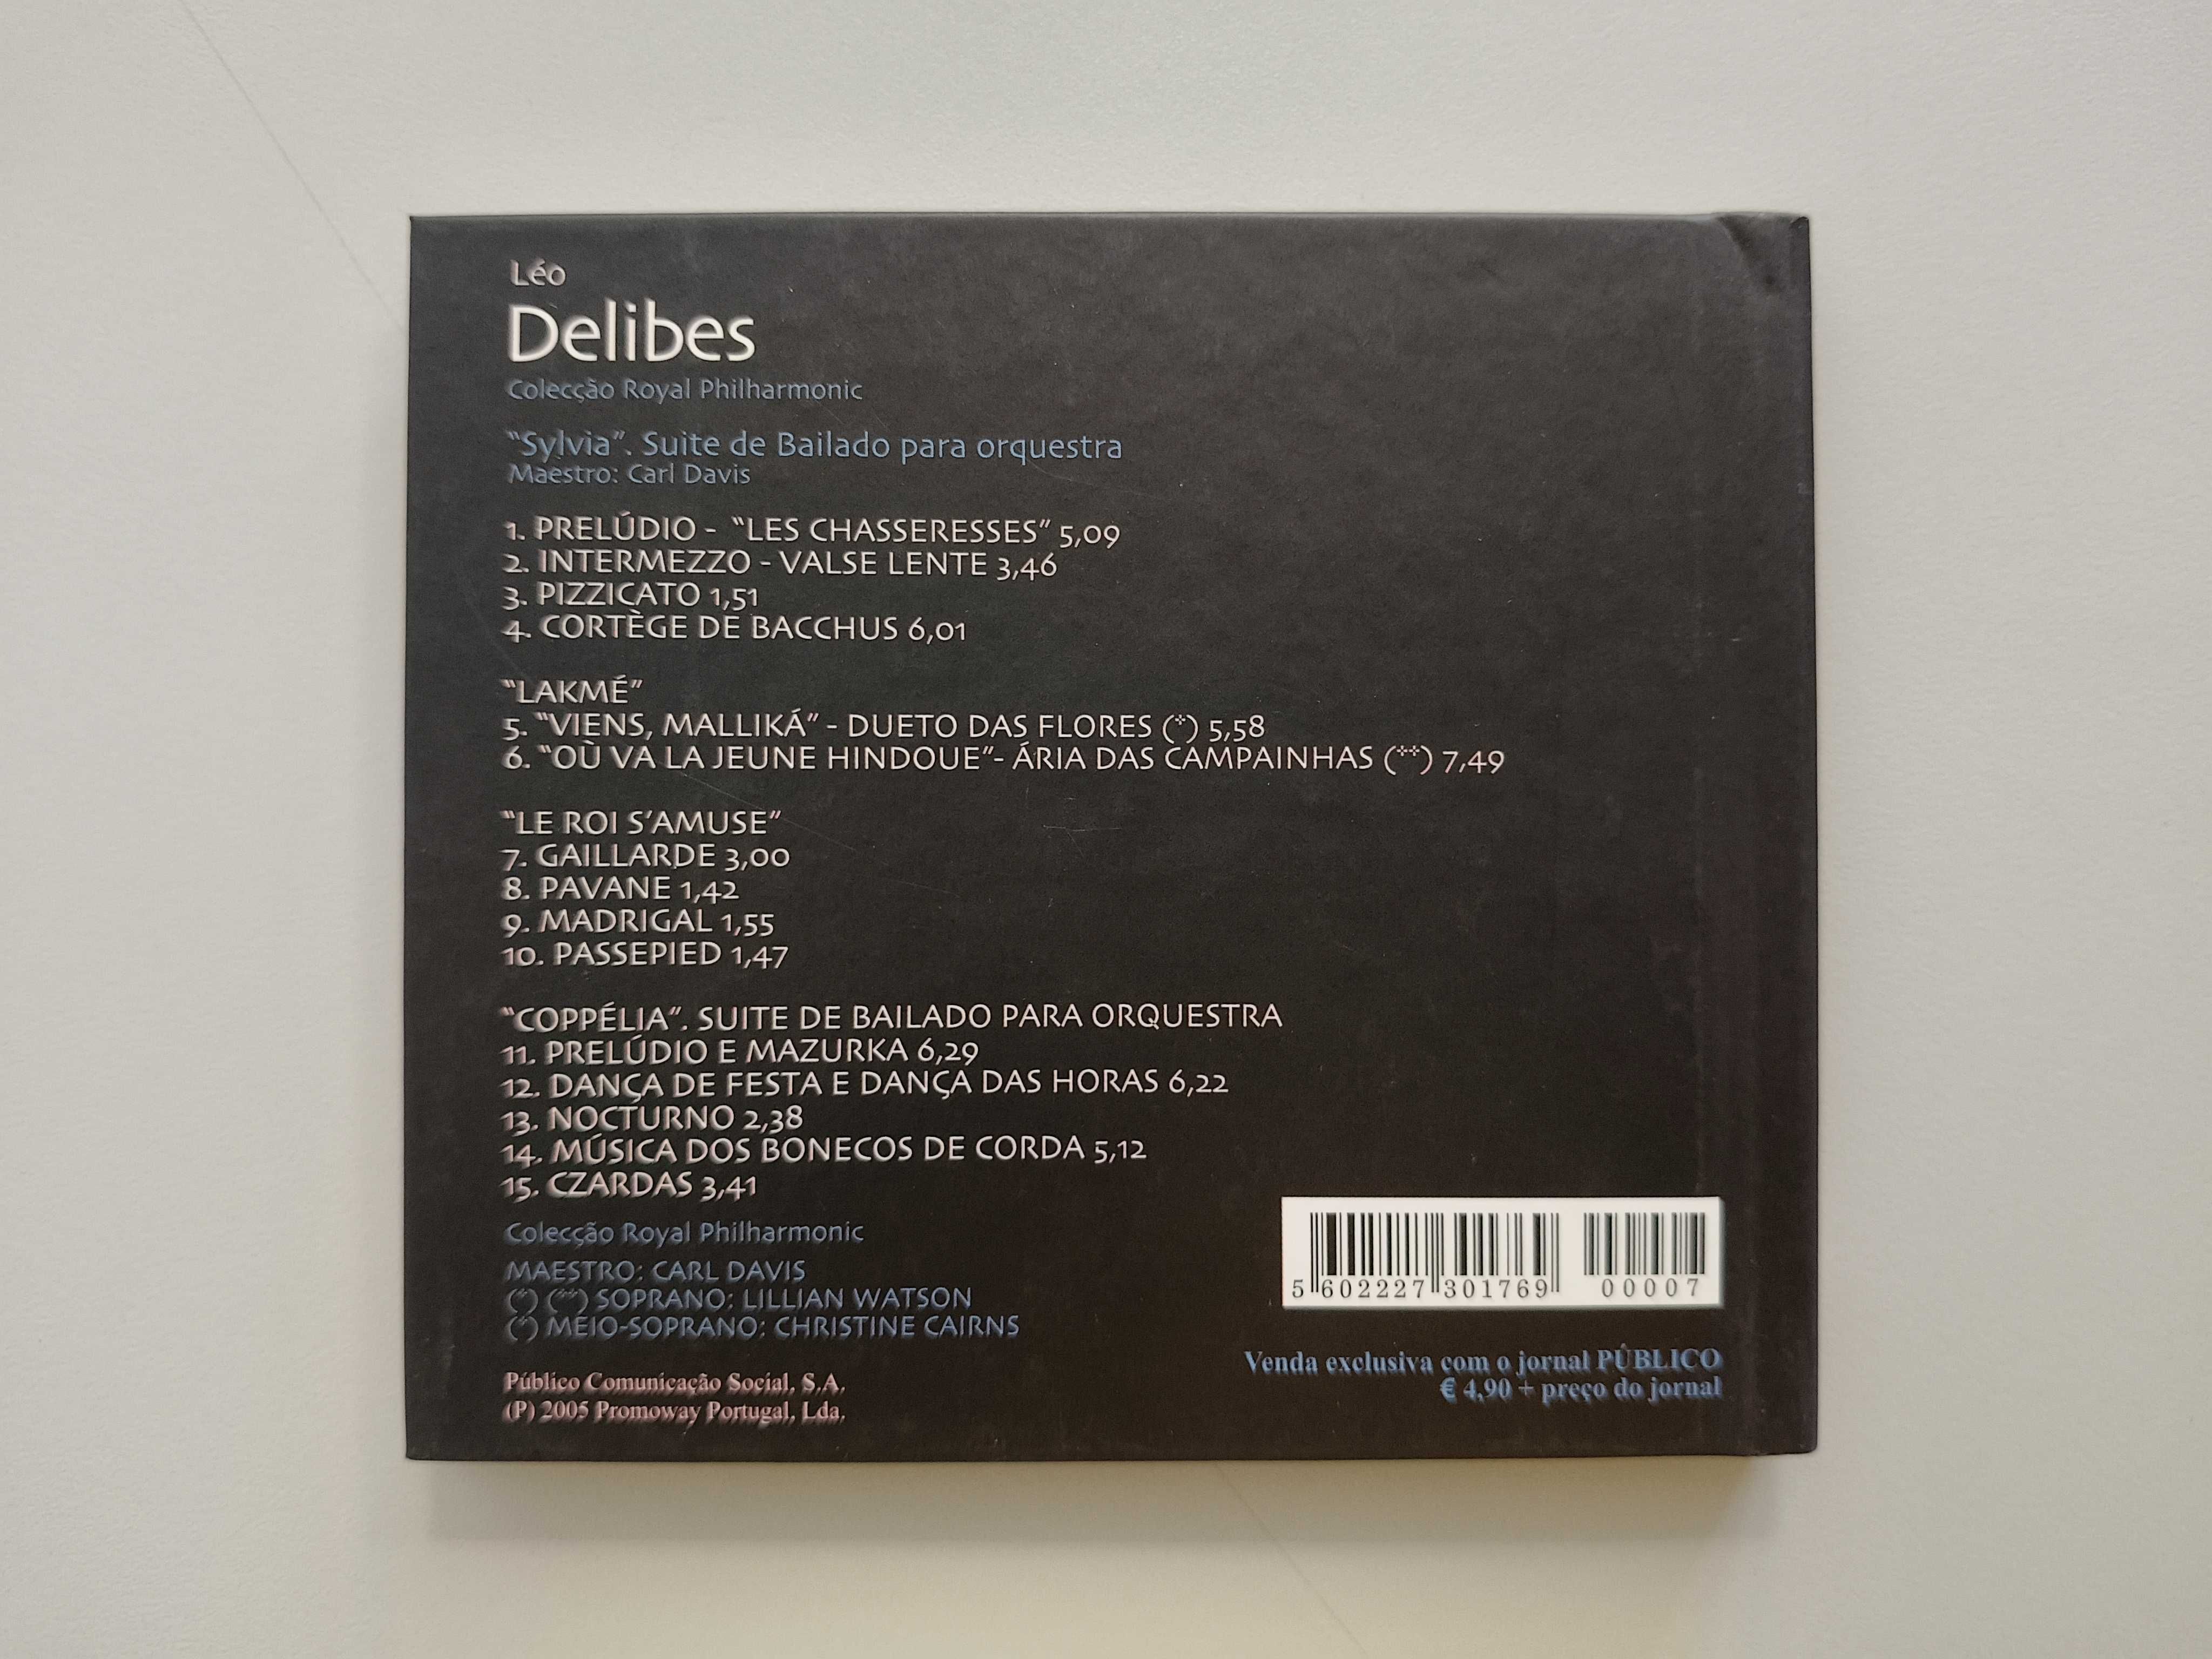 Léo
Delibes
Colecção Royal Philharmonic
"Sylvia". Suite de Bailado para orquestra
Maestro: Carl Davis
1. PRELÚDIO - "LES CHASSERESSES" 5,09
2. INTERMEZZO - VALSE LENTE 3,46
3. PIZZICATO 1,51
4. CORTÈGE DE BACCHUS 6,01
"LAKMÉ"
5. "VIENS, MALLIKÁ" - DUETO DAS FLORES (*) 5,58
6. "OÙ VA LA JEUNE HINDOUE"- ÁRIA DAS CAMPAINHAS (**) 7,49
"LE ROI S'AMUSE"
7. GAILLARDE 3,00
8. PAVANE 1,42
9. MADRIGAL 1,55
10. PASSEPIED 1,47
"COPPÉLIA". SUITE DE BAILADO PARA ORQUESTRA
11. PRELÚDIO E MAZURKA 6,29
12. DANÇA DE FESTA E DANÇA DAS HORAS 6,22
13. NOCTURNO 2,38
14. MÚSICA DOS BONECOS DE CORDA 5,12
15. CZARDAS 3,41
Colecção Royal Philharmonic
MAESTRO: CARL DAVIS
(*) (**) SOPRANO: LILLIAN WATSON
(*) MEIO-SOPRANO: CHRISTINE CAIRNS
Público Comunicação Social, S.A.
(P) 2005 Promoway Portugal, Lda.
5 602227 301769 00007
Venda exclusiva com o jornal PÚBLICO
€ 4,90 + preço do jornal